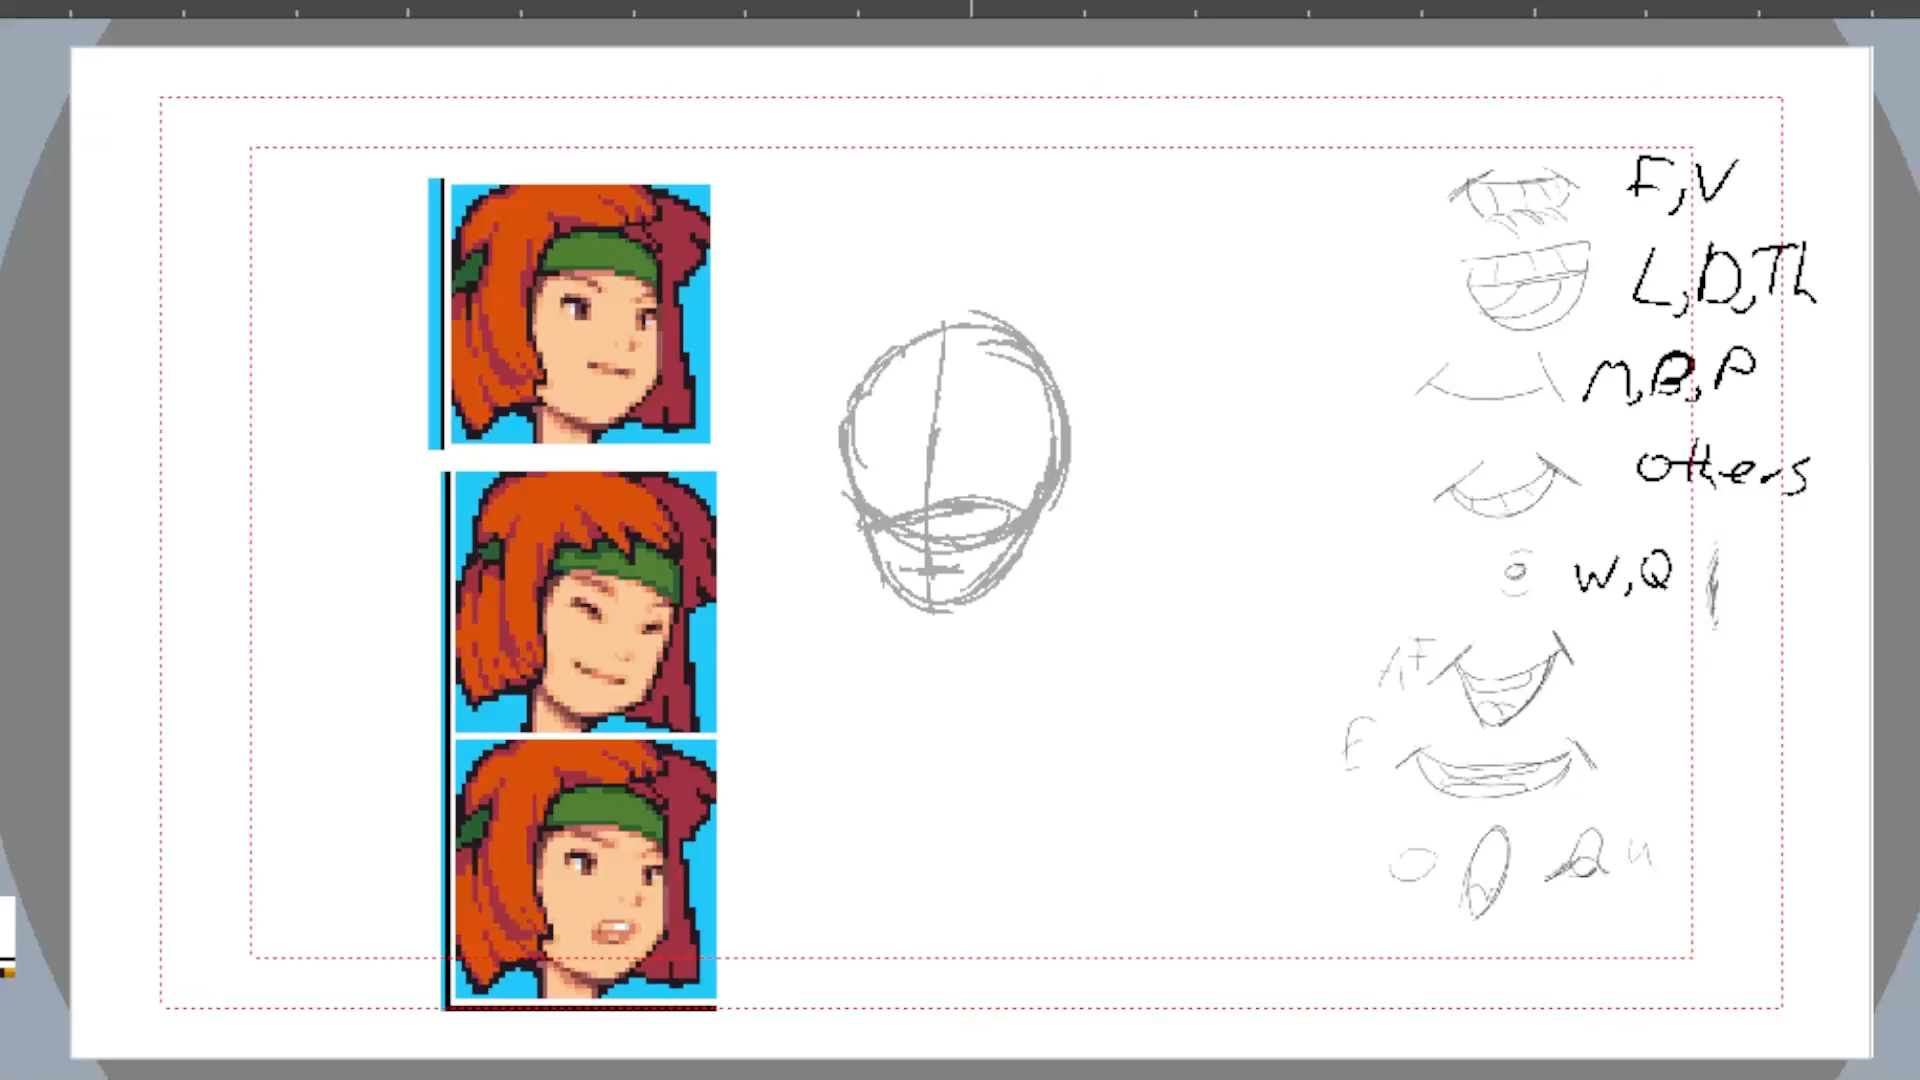 F,V
L,D,Th
M,B,P
others
W,Q
E